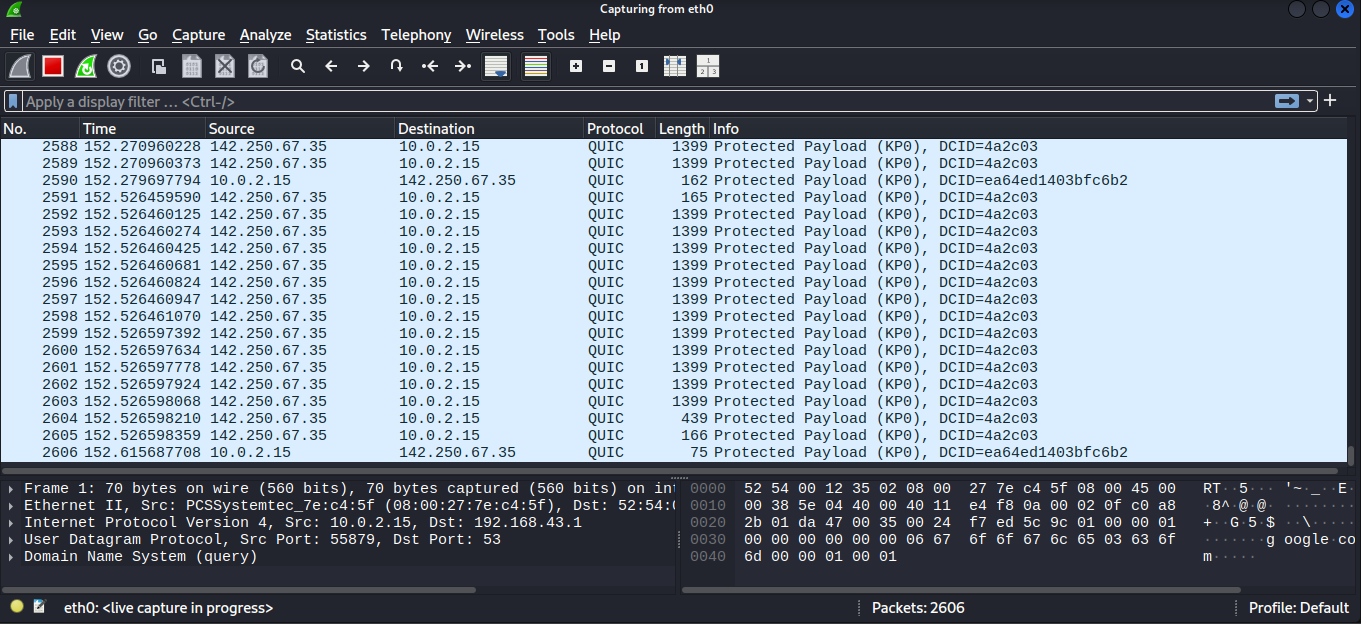 Capturing from eth0
File Edit View Go Capture Analyze Statistics Telephony Wireless Tools Help
Apply a display filter … <Ctrl-/>
No. Time Source Destination Protocol Length Info
2588 152.270960228 142.250.67.35 10.0.2.15 QUIC 1399 Protected Payload (KP0), DCID=4a2c03
2589 152.270960373 142.250.67.35 10.0.2.15 QUIC 1399 Protected Payload (KP0), DCID=4a2c03
2590 152.279697794 10.0.2.15 142.250.67.35 QUIC 162 Protected Payload (KP0), DCID=ea64ed1403bfc6b2
2591 152.526459590 142.250.67.35 10.0.2.15 QUIC 165 Protected Payload (KP0), DCID=4a2c03
2592 152.526460125 142.250.67.35 10.0.2.15 QUIC 1399 Protected Payload (KP0), DCID=4a2c03
2593 152.526460274 142.250.67.35 10.0.2.15 QUIC 1399 Protected Payload (KP0), DCID=4a2c03
2594 152.526460425 142.250.67.35 10.0.2.15 QUIC 1399 Protected Payload (KP0), DCID=4a2c03
2595 152.526460681 142.250.67.35 10.0.2.15 QUIC 1399 Protected Payload (KP0), DCID=4a2c03
2596 152.526460824 142.250.67.35 10.0.2.15 QUIC 1399 Protected Payload (KP0), DCID=4a2c03
2597 152.526460947 142.250.67.35 10.0.2.15 QUIC 1399 Protected Payload (KP0), DCID=4a2c03
2598 152.526461070 142.250.67.35 10.0.2.15 QUIC 1399 Protected Payload (KP0), DCID=4a2c03
2599 152.526597392 142.250.67.35 10.0.2.15 QUIC 1399 Protected Payload (KP0), DCID=4a2c03
2600 152.526597634 142.250.67.35 10.0.2.15 QUIC 1399 Protected Payload (KP0), DCID=4a2c03
2601 152.526597778 142.250.67.35 10.0.2.15 QUIC 1399 Protected Payload (KP0), DCID=4a2c03
2602 152.526597924 142.250.67.35 10.0.2.15 QUIC 1399 Protected Payload (KP0), DCID=4a2c03
2603 152.526598068 142.250.67.35 10.0.2.15 QUIC 1399 Protected Payload (KP0), DCID=4a2c03
2604 152.526598210 142.250.67.35 10.0.2.15 QUIC 439 Protected Payload (KP0), DCID=4a2c03
2605 152.526598359 142.250.67.35 10.0.2.15 QUIC 166 Protected Payload (KP0), DCID=4a2c03
2606 152.615687708 10.0.2.15 142.250.67.35 QUIC 75 Protected Payload (KP0), DCID=ea64ed1403bfc6b2
Frame 1: 70 bytes on wire (560 bits), 70 bytes captured (560 bits) on in
Ethernet II, Src: PCSSystemtec_7e:c4:5f (08:00:27:7e:c4:5f), Dst: 52:54:0
Internet Protocol Version 4, Src: 10.0.2.15, Dst: 192.168.43.1
User Datagram Protocol, Src Port: 55879, Dst Port: 53
Domain Name System (query)
0000 52 54 00 12 35 02 08 00 27 7e c4 5f 08 00 45 00 RT··5··· '~·_··E·
0010 00 38 5e 04 40 00 40 11 e4 f8 0a 00 02 0f c0 a8 ·8^·@·@· ········
0020 2b 01 da 47 00 35 00 24 f7 ed 5c 9c 01 00 00 01 +··G·5·$ ··\·····
0030 00 00 00 00 00 00 06 67 6f 6f 67 6c 65 03 63 6f ·······g oogle·co
0040 6d 00 00 01 00 01 m·····
eth0: <live capture in progress> Packets: 2606 Profile: Default